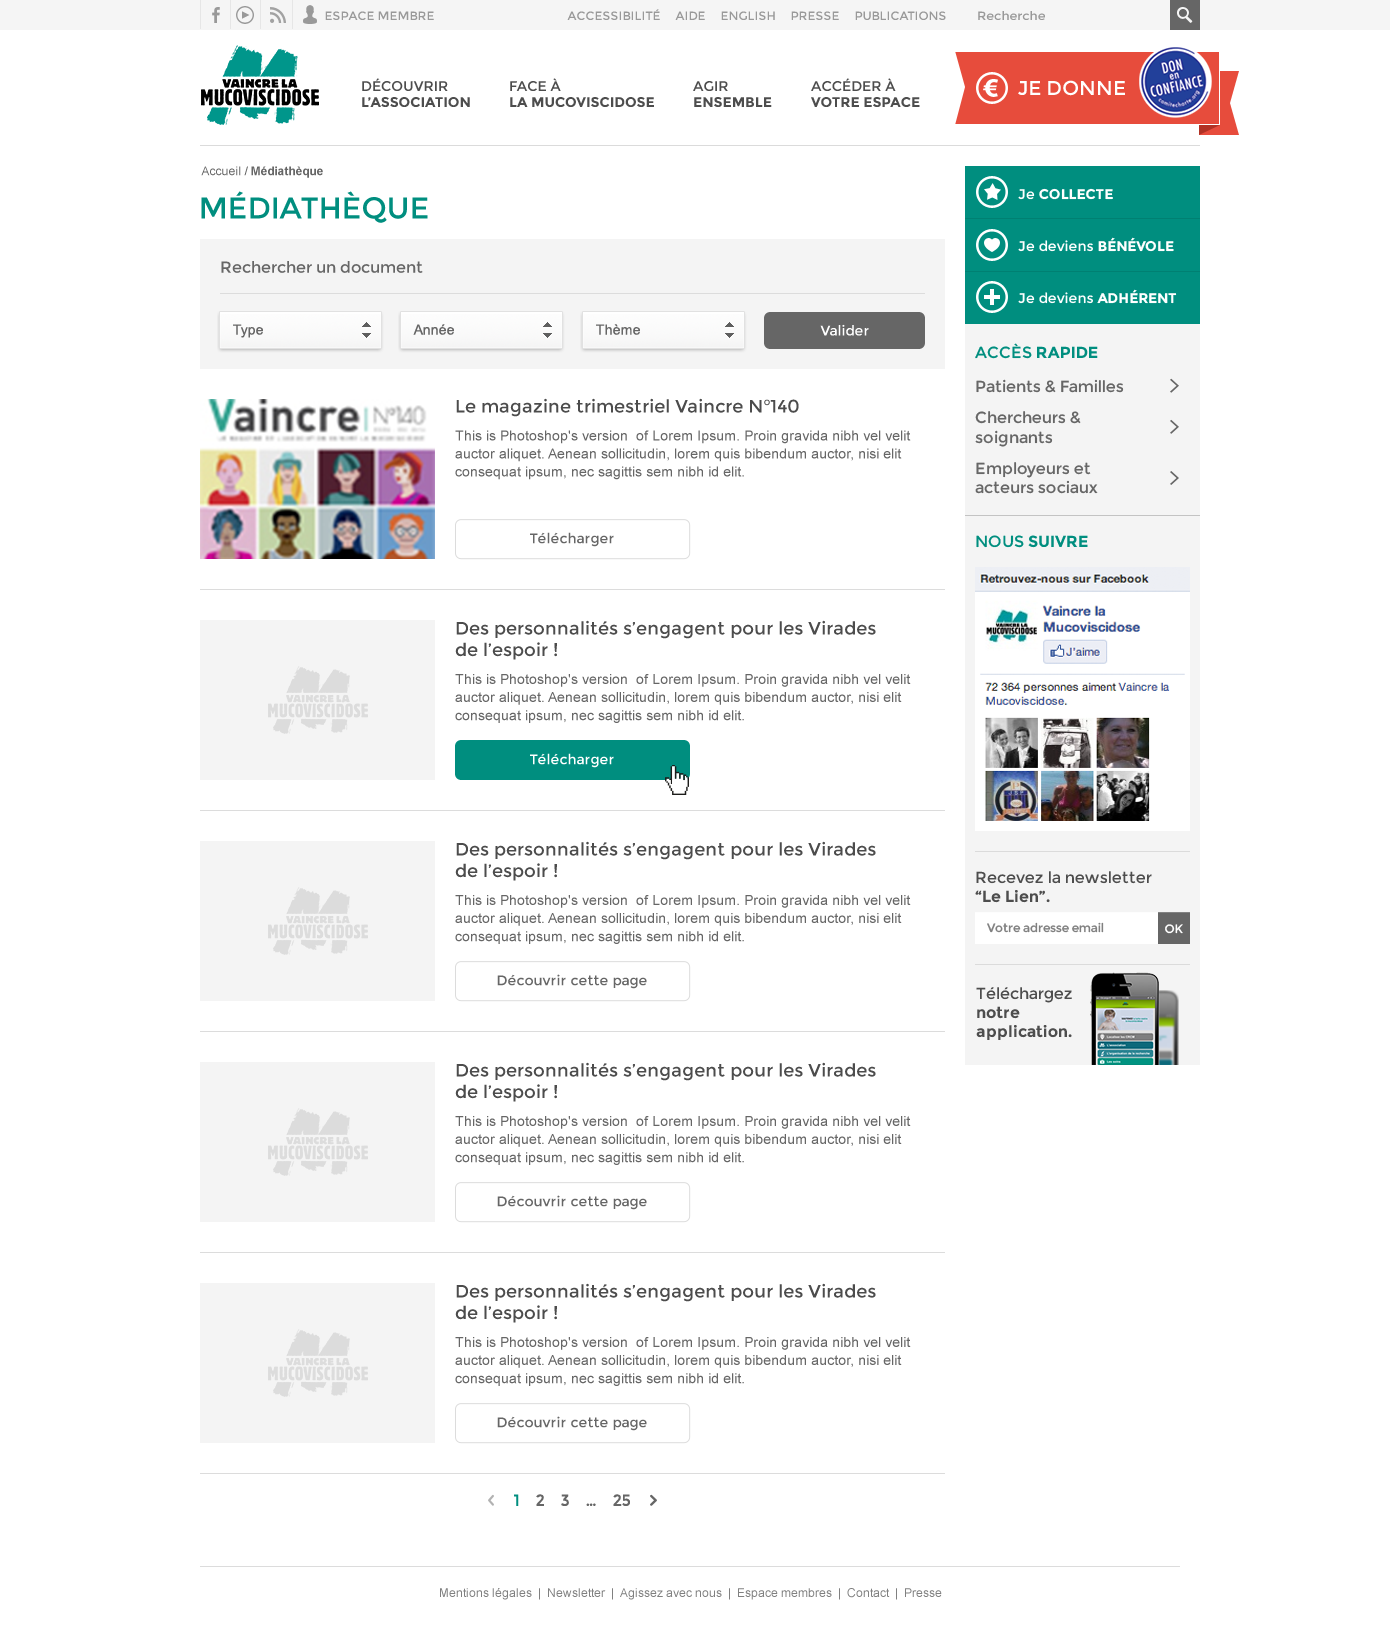 ESPACE MEMBRE
ACCESSIBILITÉ AIDE ENGLISH PRESSE PUBLICATIONS Recherche
VAINCRE LA
MUCOVISCIDOSE
DÉCOUVRIR
L’ASSOCIATION
FACE À
LA MUCOVISCIDOSE
AGIR
ENSEMBLE
ACCÉDER À
VOTRE ESPACE
€ JE DONNE
DON
en
CONFIANCE
comitecharte.org
Accueil / Médiathèque
MÉDIATHÈQUE
Rechercher un document
Type Année Thème Valider
Vaincre N°140
Le magazine trimestriel Vaincre N°140
This is Photoshop's version of Lorem Ipsum. Proin gravida nibh vel velit
auctor aliquet. Aenean sollicitudin, lorem quis bibendum auctor, nisi elit
consequat ipsum, nec sagittis sem nibh id elit.
Télécharger
VAINCRE LA
MUCOVISCIDOSE
Des personnalités s’engagent pour les Virades
de l’espoir !
This is Photoshop's version of Lorem Ipsum. Proin gravida nibh vel velit
auctor aliquet. Aenean sollicitudin, lorem quis bibendum auctor, nisi elit
consequat ipsum, nec sagittis sem nibh id elit.
Télécharger
VAINCRE LA
MUCOVISCIDOSE
Des personnalités s’engagent pour les Virades
de l’espoir !
This is Photoshop's version of Lorem Ipsum. Proin gravida nibh vel velit
auctor aliquet. Aenean sollicitudin, lorem quis bibendum auctor, nisi elit
consequat ipsum, nec sagittis sem nibh id elit.
Découvrir cette page
VAINCRE LA
MUCOVISCIDOSE
Des personnalités s’engagent pour les Virades
de l’espoir !
This is Photoshop's version of Lorem Ipsum. Proin gravida nibh vel velit
auctor aliquet. Aenean sollicitudin, lorem quis bibendum auctor, nisi elit
consequat ipsum, nec sagittis sem nibh id elit.
Découvrir cette page
VAINCRE LA
MUCOVISCIDOSE
Des personnalités s’engagent pour les Virades
de l’espoir !
This is Photoshop's version of Lorem Ipsum. Proin gravida nibh vel velit
auctor aliquet. Aenean sollicitudin, lorem quis bibendum auctor, nisi elit
consequat ipsum, nec sagittis sem nibh id elit.
Découvrir cette page
1 2 3 ... 25
Je COLLECTE
Je deviens BÉNÉVOLE
Je deviens ADHÉRENT
ACCÈS RAPIDE
Patients & Familles
Chercheurs &
soignants
Employeurs et
acteurs sociaux
NOUS SUIVRE
Retrouvez-nous sur Facebook
VAINCRE LA
MUCOVISCIDOSE
Vaincre la
Mucoviscidose
J'aime
72 364 personnes aiment Vaincre la
Mucoviscidose.
Recevez la newsletter
“Le Lien”.
Votre adresse email OK
Téléchargez
notre
application.
Mentions légales | Newsletter | Agissez avec nous | Espace membres | Contact | Presse